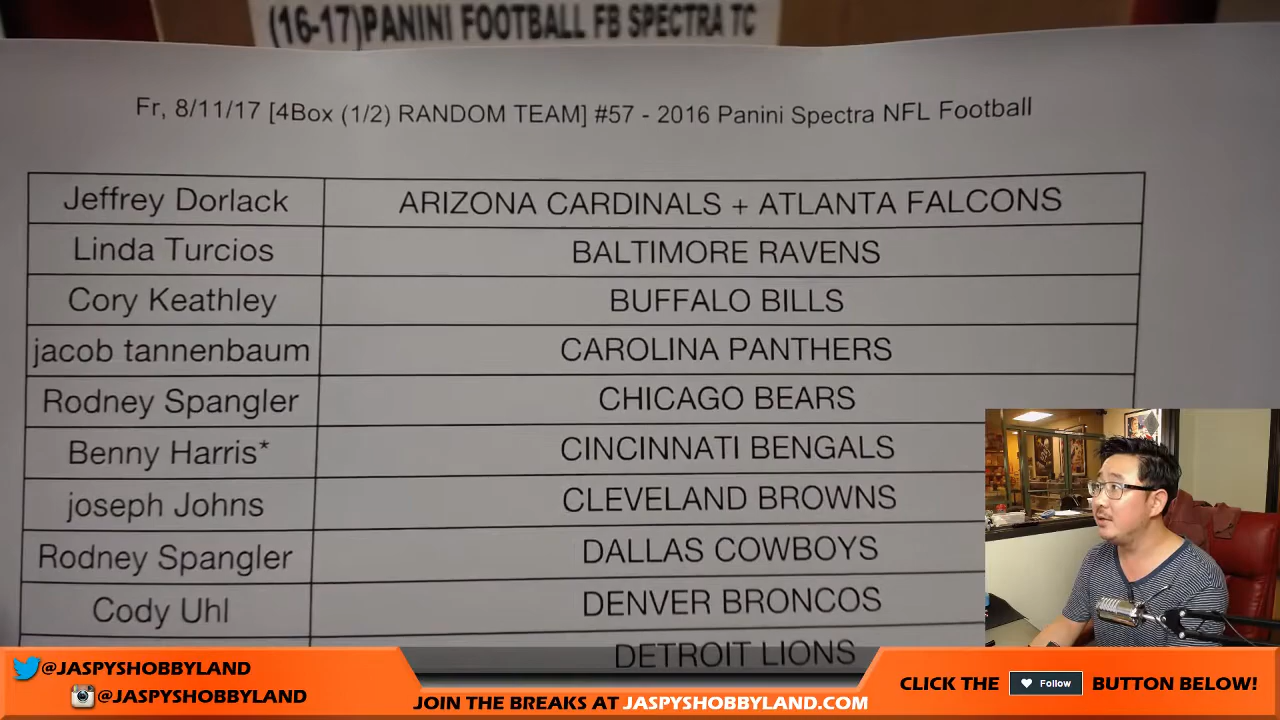 (16-17)PANINI FOOTBALL FB SPECTRA TC
Fr, 8/11/17 [4Box (1/2) RANDOM TEAM] #57 - 2016 Panini Spectra NFL Football
Jeffrey Dorlack ARIZONA CARDINALS + ATLANTA FALCONS
Linda Turcios BALTIMORE RAVENS
Cory Keathley BUFFALO BILLS
jacob tannenbaum CAROLINA PANTHERS
Rodney Spangler CHICAGO BEARS
Benny Harris* CINCINNATI BENGALS
joseph Johns CLEVELAND BROWNS
Rodney Spangler DALLAS COWBOYS
Cody Uhl DENVER BRONCOS
DETROIT LIONS
@JASPYSHOBBYLAND
@JASPYSHOBBYLAND
JOIN THE BREAKS AT JASPYSHOBBYLAND.COM
CLICK THE Follow BUTTON BELOW!